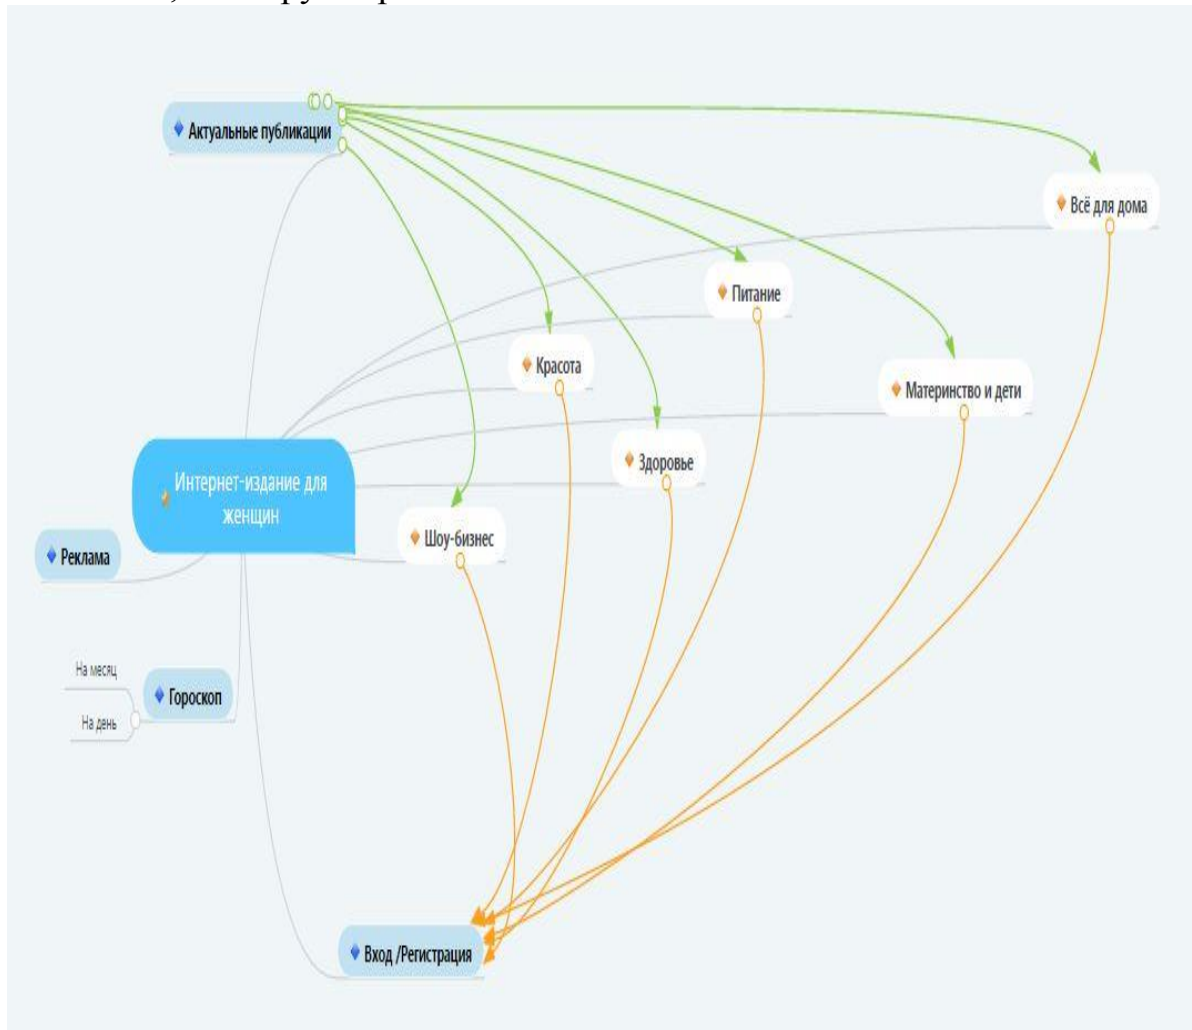 Актуальные публикации
Всё для дома
Питание
Красота
Материнство и дети
Здоровье
Интернет-издание для
женщин
Шоу-бизнес
Реклама
На месяц
Гороскоп
На день
Вход /Регистрация